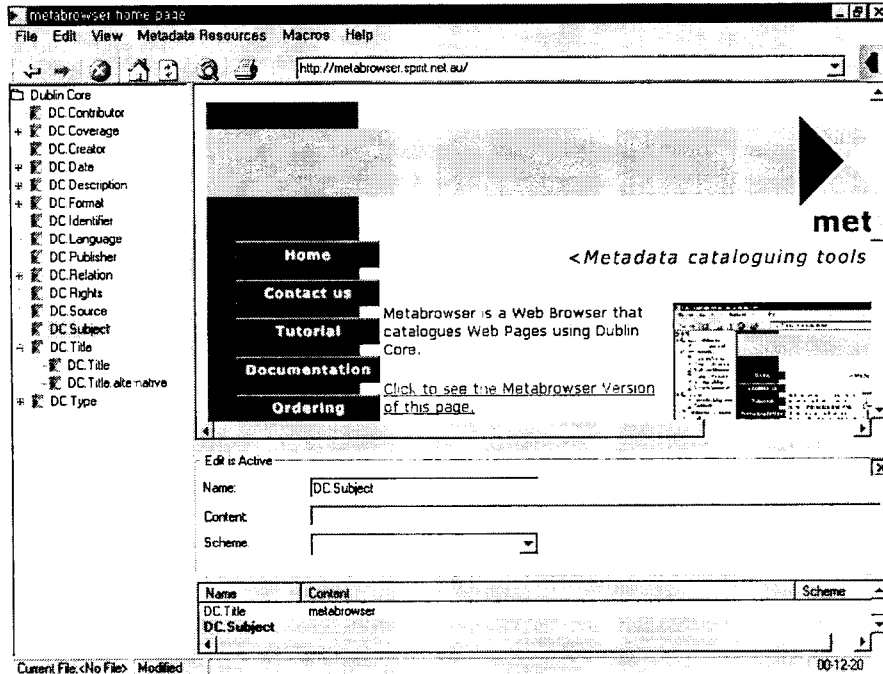 metabrowser home page
File Edit View Metadata Resources Macros Help
http://metabrowser.spirit.net.au/
Dublin Core
DC.Contributor
DC.Coverage
DC.Creator
DC.Date
DC.Description
DC.Format
DC.Identifier
DC.Language
DC.Publisher
DC.Relation
DC.Rights
DC.Source
DC.Subject
DC.Title
DC.Title
DC.Title.alternative
DC.Type
met
<Metadata cataloguing tools
Home
Contact us
Tutorial
Documentation
Ordering
Metabrowser is a Web Browser that
catalogues Web Pages using Dublin
Core.
Click to see the Metabrowser Version
of this page.
Edit is Active
Name: DC.Subject
Content:
Scheme:
Name Content Scheme
DC.Title metabrowser
DC.Subject
Current File:<No File> Modified 00-12-20